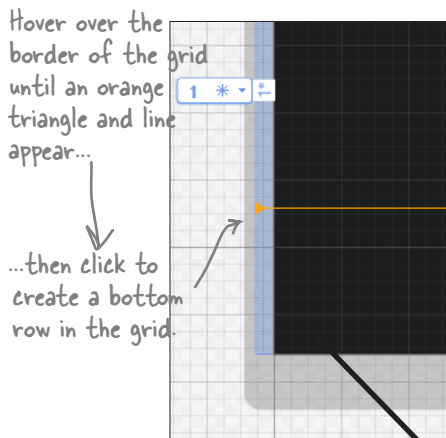 Hover over the
border of the grid
until an orange
triangle and line
appear...
1 * 1*
...then click to
create a bottom
row in the grid.